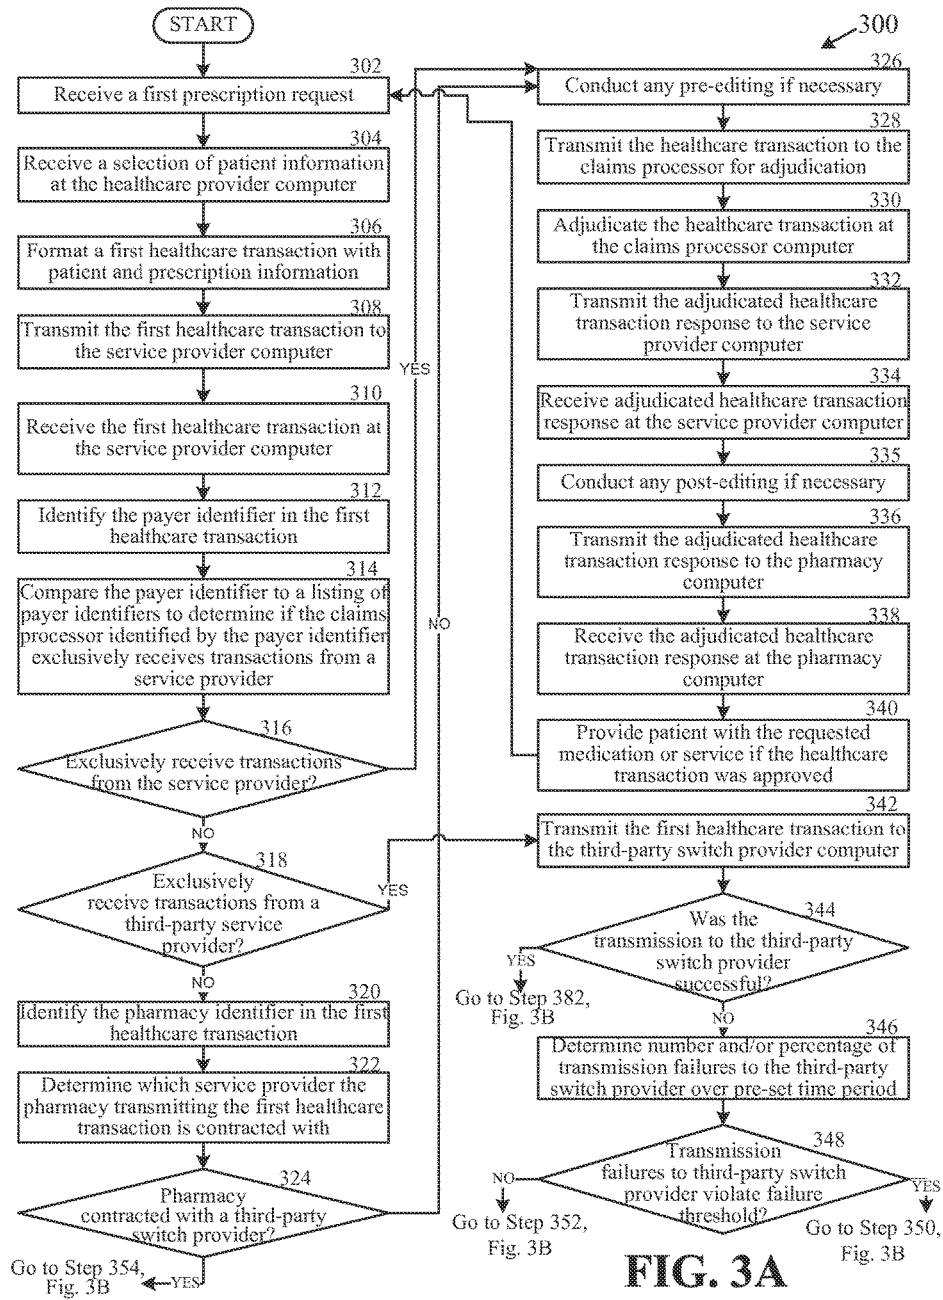 START
300
302
Receive a first prescription request
304
Receive a selection of patient information
at the healthcare provider computer
306
Format a first healthcare transaction with
patient and prescription information
308
Transmit the first healthcare transaction to
the service provider computer
310
Receive the first healthcare transaction at
the service provider computer
312
Identify the payer identifier in the first
healthcare transaction
314
Compare the payer identifier to a listing of
payer identifiers to determine if the claims
processor identified by the payer identifier
exclusively receives transactions from a
service provider
316
Exclusively receive transactions
from the service provider?
YES
NO
318
Exclusively
receive transactions from a
third-party service
provider?
YES
NO
320
Identify the pharmacy identifier in the first
healthcare transaction
322
Determine which service provider the
pharmacy transmitting the first healthcare
transaction is contracted with
324
Pharmacy
contracted with a third-party
switch provider?
NO
YES
Go to Step 354,
Fig. 3B
326
Conduct any pre-editing if necessary
328
Transmit the healthcare transaction to the
claims processor for adjudication
330
Adjudicate the healthcare transaction at
the claims processor computer
332
Transmit the adjudicated healthcare
transaction response to the service
provider computer
334
Receive adjudicated healthcare transaction
response at the service provider computer
335
Conduct any post-editing if necessary
336
Transmit the adjudicated healthcare
transaction response to the pharmacy
computer
338
Receive the adjudicated healthcare
transaction response at the pharmacy
computer
340
Provide patient with the requested
medication or service if the healthcare
transaction was approved
342
Transmit the first healthcare transaction to
the third-party switch provider computer
344
Was the
transmission to the third-party
switch provider
successful?
YES
Go to Step 382,
Fig. 3B
NO
346
Determine number and/or percentage of
transmission failures to the third-party
switch provider over pre-set time period
348
Transmission
failures to third-party switch
provider violate failure
threshold?
NO
Go to Step 352,
Fig. 3B
YES
Go to Step 350,
Fig. 3B
FIG. 3A